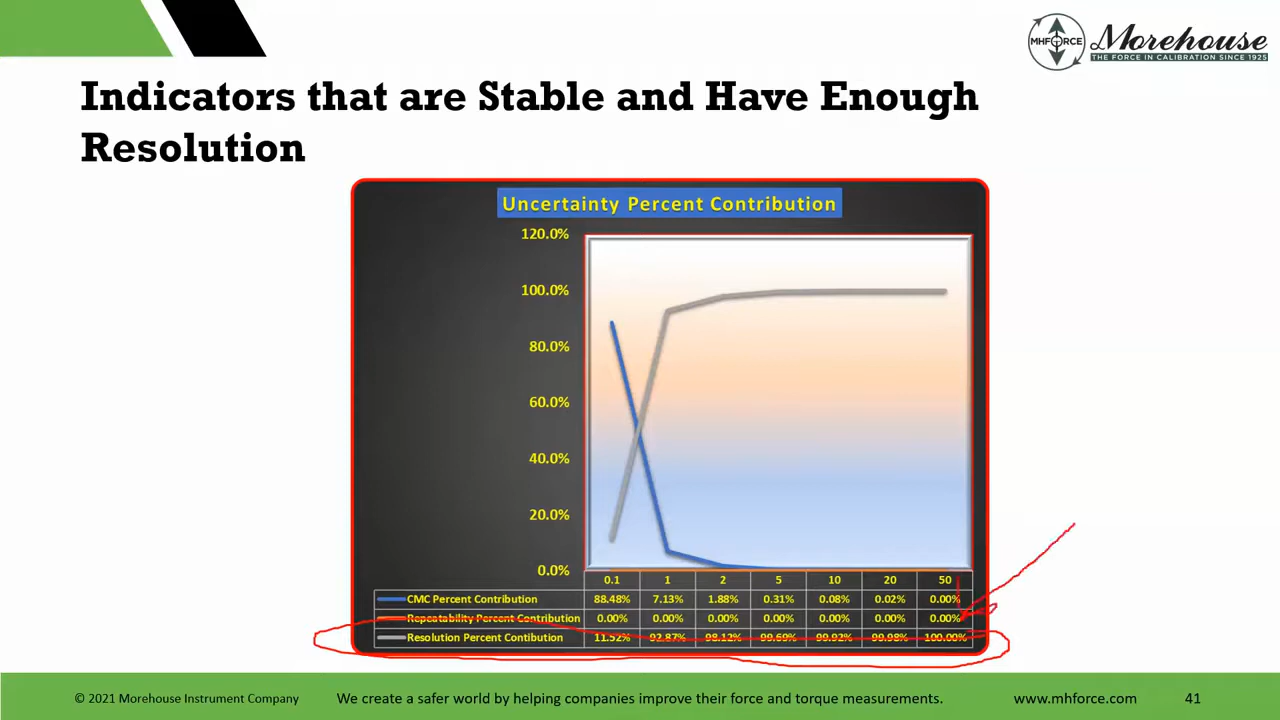 MHFORCE
Morehouse
THE FORCE IN CALIBRATION SINCE 1925
Indicators that are Stable and Have Enough
Resolution
Uncertainty Percent Contribution
120.0%
100.0%
80.0%
60.0%
40.0%
20.0%
0.0%
0.1 1 2 5 10 20 50
CMC Percent Contribution 88.48% 7.13% 1.88% 0.31% 0.08% 0.02% 0.00%
Repeatability Percent Contribution 0.00% 0.00% 0.00% 0.00% 0.00% 0.00% 0.00%
Resolution Percent Contibution 11.52% 92.87% 98.12% 99.69% 99.92% 99.98% 100.00%
© 2021 Morehouse Instrument Company We create a safer world by helping companies improve their force and torque measurements. www.mhforce.com 41